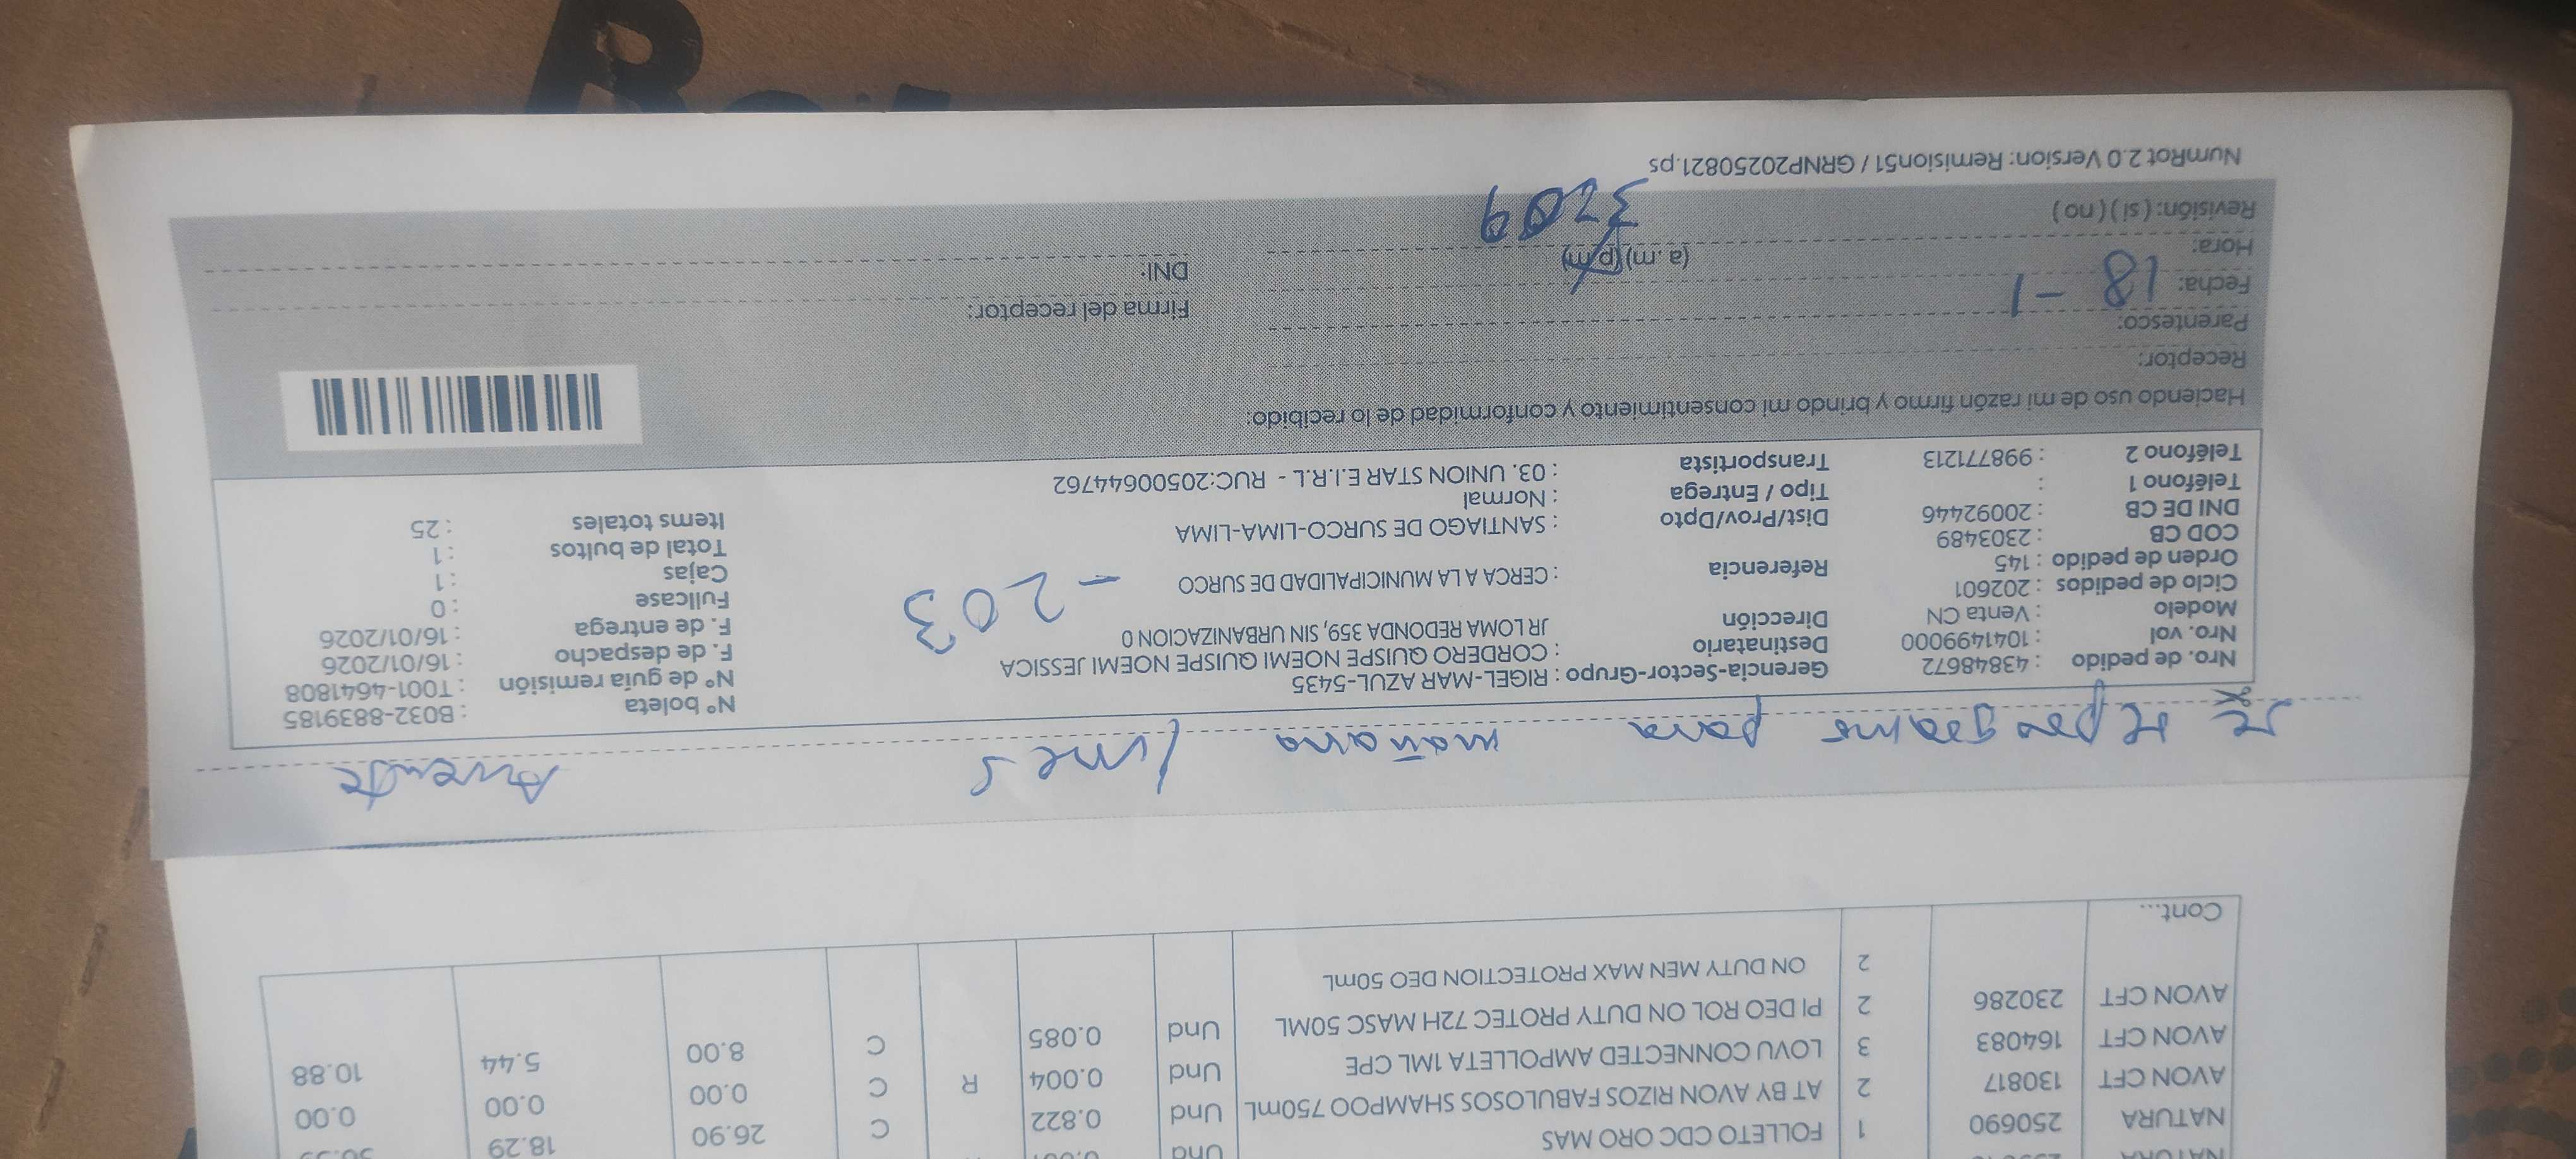 NATURA 250690 1 FOLLETO CDC ORO MAS Und
AVON CFT 130817 2 AT BY AVON RIZOS FABULOSOS SHAMPOO 750mL Und 0.822 C 26.90 18.29
AVON CFT 164083 3 LOVU CONNECTED AMPOLLETA 1ML CPE Und 0.004 R C 0.00 0.00 0.00
AVON CFT 230286 2 PI DEO ROL ON DUTY PROTEC 72H MASC 50ML Und 0.085 C 8.00 5.44 10.88
2 ON DUTY MEN MAX PROTECTION DEO 50mL
Cont...
se reprogramo para mañana lunes Ausente
Nro. de pedido : 43848672
Nro. vol : 1041499000
Modelo : Venta CN
Ciclo de pedidos : 202601
Orden de pedido : 145
COD CB : 2303489
DNI DE CB : 20092446
Teléfono 1 :
Teléfono 2 : 998771213
Gerencia-Sector-Grupo : RIGEL-MAR AZUL-5435
Destinatario : CORDERO QUISPE NOEMI QUISPE NOEMI JESSICA
Dirección JR LOMA REDONDA 359, SIN URBANIZACION 0
- 203
Referencia : CERCA A LA MUNICIPALIDAD DE SURCO
Dist/Prov/Dpto : SANTIAGO DE SURCO-LIMA-LIMA
Tipo / Entrega : Normal
Transportista : 03. UNION STAR E.I.R.L - RUC:20500644762
N° boleta : B032-8839185
N° de guía remisión : T001-4641808
F. de despacho : 16/01/2026
F. de entrega : 16/01/2026
Fullcase : 0
Cajas : 1
Total de bultos : 1
Items totales : 25
Haciendo uso de mi razón firmo y brindo mi consentimiento y conformidad de lo recibido:
Receptor:
Parentesco:
Fecha: 18-1
Hora: (a.m) (p.m)
Revisión: ( si ) ( no )
3209
Firma del receptor:
DNI:
NumRot 2.0 Version: Remision51 / GRNP20250821.ps